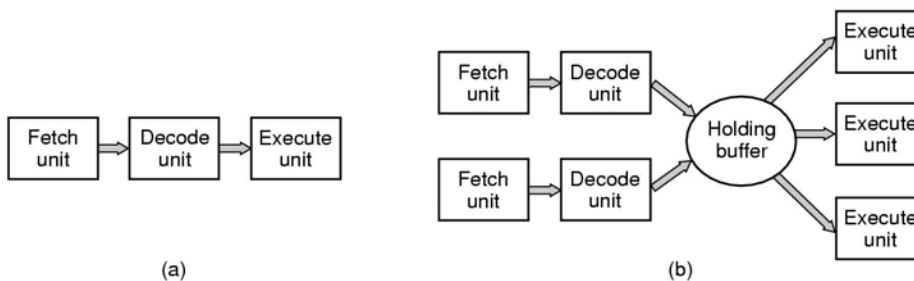 Fetch
unit
Decode
unit
Execute
unit
(a)
Fetch
unit
Decode
unit
Fetch
unit
Decode
unit
Holding
buffer
Execute
unit
Execute
unit
Execute
unit
(b)